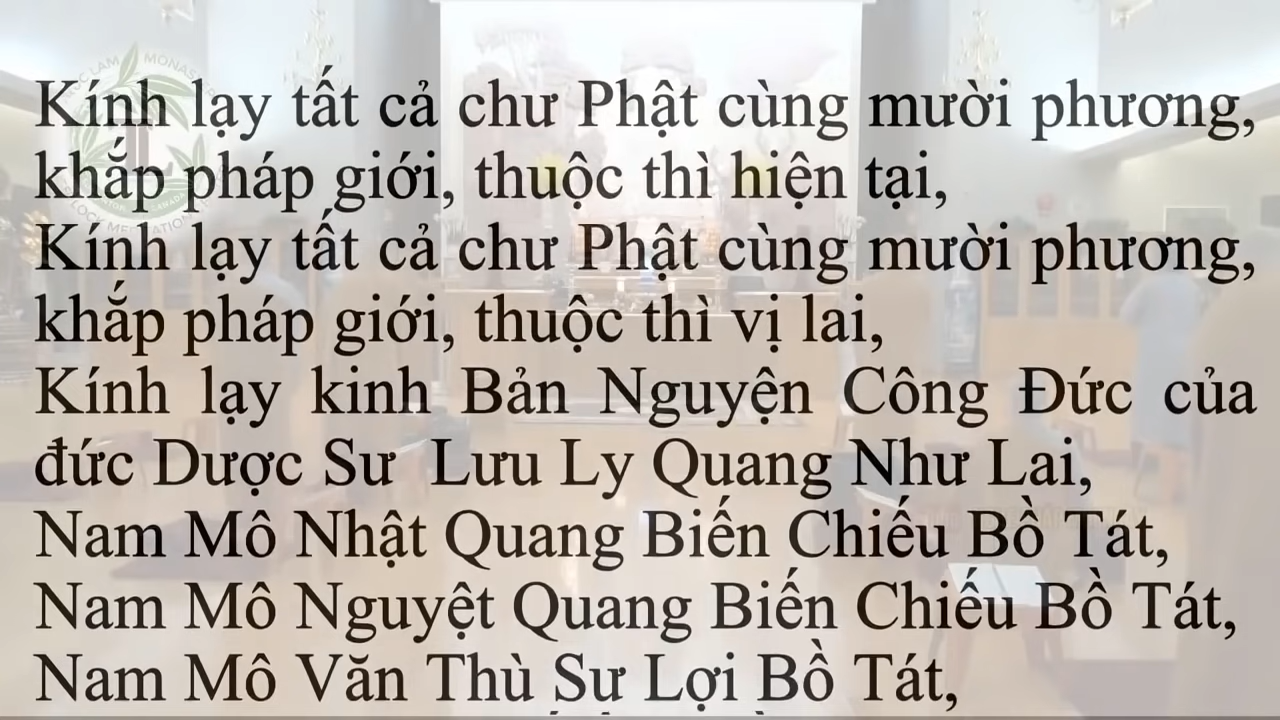 Kính lạy tất cả chư Phật cùng mười phương,
khắp pháp giới, thuộc thì hiện tại,
Kính lạy tất cả chư Phật cùng mười phương,
khắp pháp giới, thuộc thì vị lai,
Kính lạy kinh Bản Nguyện Công Đức của
đức Dược Sư Lưu Ly Quang Như Lai,
Nam Mô Nhật Quang Biến Chiếu Bồ Tát,
Nam Mô Nguyệt Quang Biến Chiếu Bồ Tát,
Nam Mô Văn Thù Sư Lợi Bồ Tát,